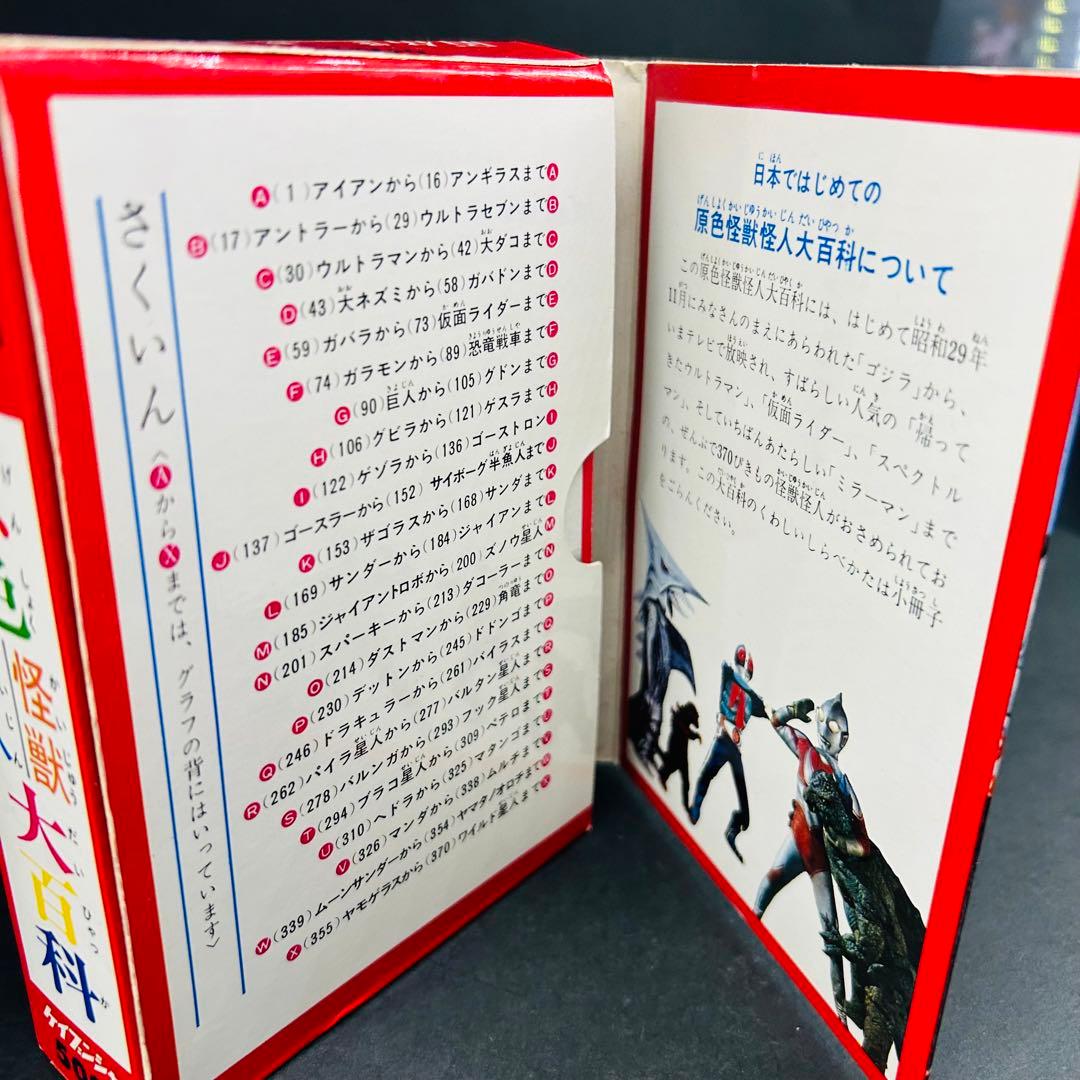 さくいん
〈AからXまでは、グラフの背にはいっています〉
A(1)アイアンから(16)アンギラスまでA
B(17)アントラーから(29)ウルトラセブンまでB
C(30)ウルトラマンから(42)大ダコまでC
D(43)大ネズミから(58)ガバドンまでD
E(59)ガバラから(73)仮面ライダーまでE
F(74)ガラモンから(89)恐竜戦車までF
G(90)巨人から(105)グドンまでG
H(106)グビラから(121)ゲスラまでH
I(122)ゲゾラから(136)ゴーストロンI
J(137)ゴースラーから(152)サイボーグ半魚人までJ
K(153)ザゴラスから(168)サンダまでK
L(169)サンダーから(184)ジャイアンまでL
M(185)ジャイアントロボから(200)ズノウ星人M
N(201)スパーキーから(213)ダコーラーまでN
O(214)ダストマンから(229)角竜までO
P(230)デットンから(245)ドドンゴまでP
Q(246)ドラキュラーから(261)バイラスまでQ
R(262)バイラ星人から(277)バルタン星人までR
S(278)バルンガから(293)フック星人までS
T(294)ブラコ星人から(309)ペテロまでT
U(310)ヘドラから(325)マタンゴまでU
V(326)マンダから(338)ムルチまでV
W(339)ムーンサンダーから(354)ヤマタノオロチまでW
X(355)ヤモゲラスから(370)ワイルド星人までX
日本ではじめての
原色怪獣怪人大百科について
この原色怪獣怪人大百科には、はじめて昭和29年
11月にみなさんのまえにあらわれた「ゴジラ」から、
いまテレビで放映され、すばらしい人気の「帰って
きたウルトラマン」、「仮面ライダー」、「スペクトル
マン」、そしていちばんあたらしい「ミラーマン」まで
の、ぜんぶで370ぴきもの怪獣怪人がおさめられてお
ります。この大百科のくわしいしらべかたは小冊子
をごらんください。
色怪獣
人大百科
ケイブンシャ